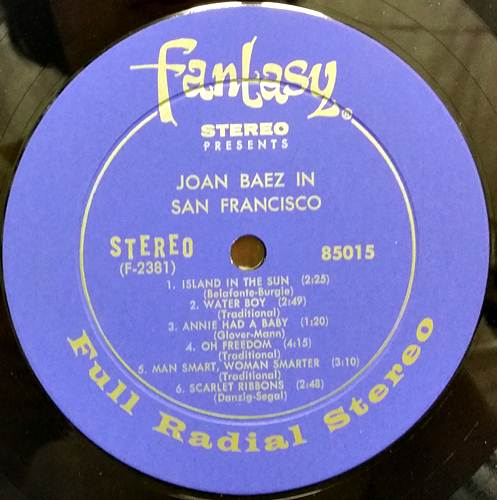 Fantasy®
STEREO
PRESENTS
JOAN BAEZ IN
SAN FRANCISCO
STEREO
(F-2381)
85015
1. ISLAND IN THE SUN (2:25)
(Belafonte-Burgie)
2. WATER BOY (2:49)
(Traditional)
3. ANNIE HAD A BABY (1:20)
(Glover-Mann)
4. OH FREEDOM (4:15)
(Traditional)
5. MAN SMART, WOMAN SMARTER (3:10)
(Traditional)
6. SCARLET RIBBONS (2:48)
(Danzig-Segal)
Full Radial Stereo